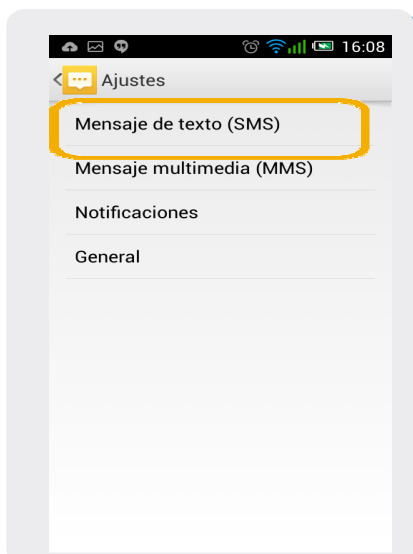 16:08
Ajustes
Mensaje de texto (SMS)
Mensaje multimedia (MMS)
Notificaciones
General